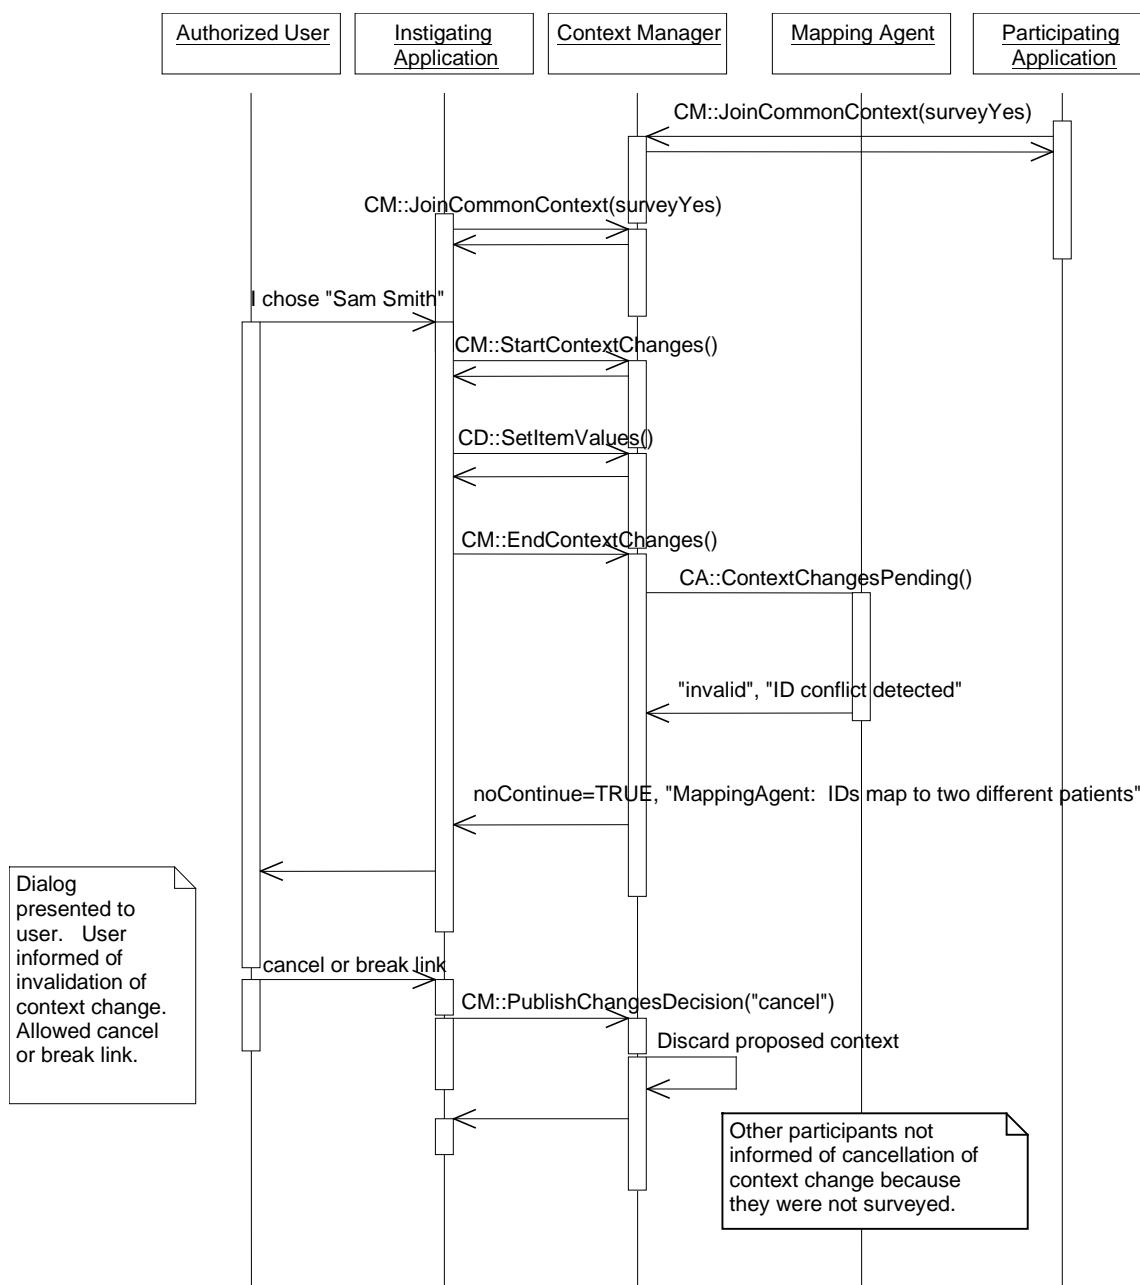 Authorized User
Instigating
Application
Context Manager
Mapping Agent
Participating
Application
CM::JoinCommonContext(surveyYes)
CM::JoinCommonContext(surveyYes)
I chose "Sam Smith"
CM::StartContextChanges()
CD::SetItemValues()
CM::EndContextChanges()
CA::ContextChangesPending()
"invalid", "ID conflict detected"
noContinue=TRUE, "MappingAgent:  IDs map to two different patients"
Dialog
presented to
user.   User
informed of
invalidation of
context change.
Allowed cancel
or break link.
cancel or break link
CM::PublishChangesDecision("cancel")
Discard proposed context
Other participants not
informed of cancellation of
context change because
they were not surveyed.